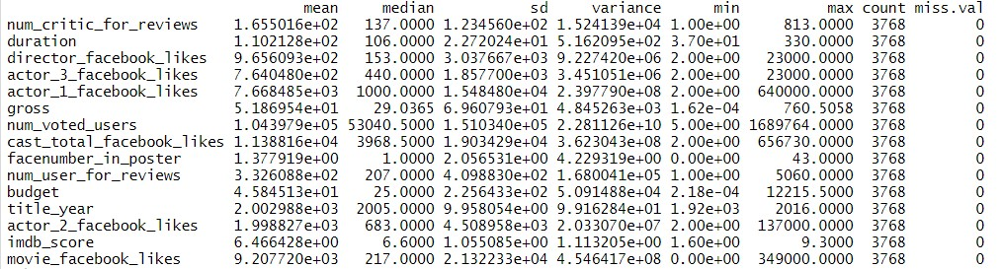 mean median sd variance min max count miss.val
num_critic_for_reviews 1.655016e+02 137.0000 1.234560e+02 1.524139e+04 1.00e+00 813.0000 3768 0
duration 1.102128e+02 106.0000 2.272024e+01 5.162095e+02 3.70e+01 330.0000 3768 0
director_facebook_likes 9.656093e+02 153.0000 3.037667e+03 9.227420e+06 2.00e+00 23000.0000 3768 0
actor_3_facebook_likes 7.640480e+02 440.0000 1.857700e+03 3.451051e+06 2.00e+00 23000.0000 3768 0
actor_1_facebook_likes 7.668485e+03 1000.0000 1.548480e+04 2.397790e+08 2.00e+00 640000.0000 3768 0
gross 5.186954e+01 29.0365 6.960793e+01 4.845263e+03 1.62e-04 760.5058 3768 0
num_voted_users 1.043979e+05 53040.5000 1.510340e+05 2.281126e+10 5.00e+00 1689764.0000 3768 0
cast_total_facebook_likes 1.138816e+04 3968.5000 1.903429e+04 3.623043e+08 2.00e+00 656730.0000 3768 0
facenumber_in_poster 1.377919e+00 1.0000 2.056531e+00 4.229319e+00 0.00e+00 43.0000 3768 0
num_user_for_reviews 3.326088e+02 207.0000 4.098830e+02 1.680041e+05 1.00e+00 5060.0000 3768 0
budget 4.584513e+01 25.0000 2.256433e+02 5.091488e+04 2.18e-04 12215.5000 3768 0
title_year 2.002988e+03 2005.0000 9.958054e+00 9.916284e+01 1.92e+03 2016.0000 3768 0
actor_2_facebook_likes 1.998827e+03 683.0000 4.508958e+03 2.033070e+07 2.00e+00 137000.0000 3768 0
imdb_score 6.466428e+00 6.6000 1.055085e+00 1.113205e+00 1.60e+00 9.3000 3768 0
movie_facebook_likes 9.207720e+03 217.0000 2.132233e+04 4.546417e+08 0.00e+00 349000.0000 3768 0